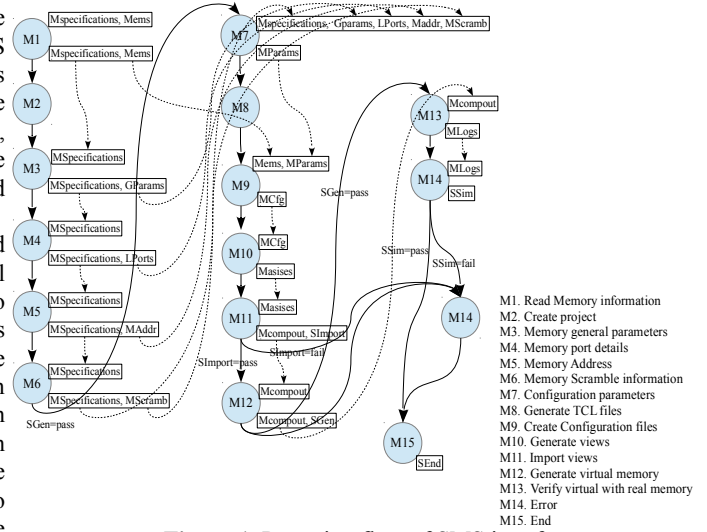 M1
Mspecifications, Mems
Mspecifications, Mems
M2
M3
MSpecifications
MSpecifications, GParams
M4
MSpecifications
MSpecifications, LPorts
M5
MSpecifications
MSpecifications, MAddr
M6
MSpecifications
MSpecifications, MScramb
SGen=pass
M7
Mspecifications, Gparams, LPorts, Maddr, MScramb
MParams
M8
Mems, MParams
M9
MCfg
M10
MCfg
Masises
M11
Masises
Mcompout, SImport
SImport=pass
SImport=fail
M12
Mcompout
Mcompout, SGen
SGen=pass
M13
Mcompout
MLogs
M14
MLogs
SSim
SSim=pass
SSim=fail
M14
M15
SEnd
M1. Read Memory information
M2. Create project
M3. Memory general parameters
M4. Memory port details
M5. Memory Address
M6. Memory Scramble information
M7. Configuration parameters
M8. Generate TCL files
M9. Create Configuration files
M10. Generate views
M11. Import views
M12. Generate virtual memory
M13. Verify virtual with real memory
M14. Error
M15. End